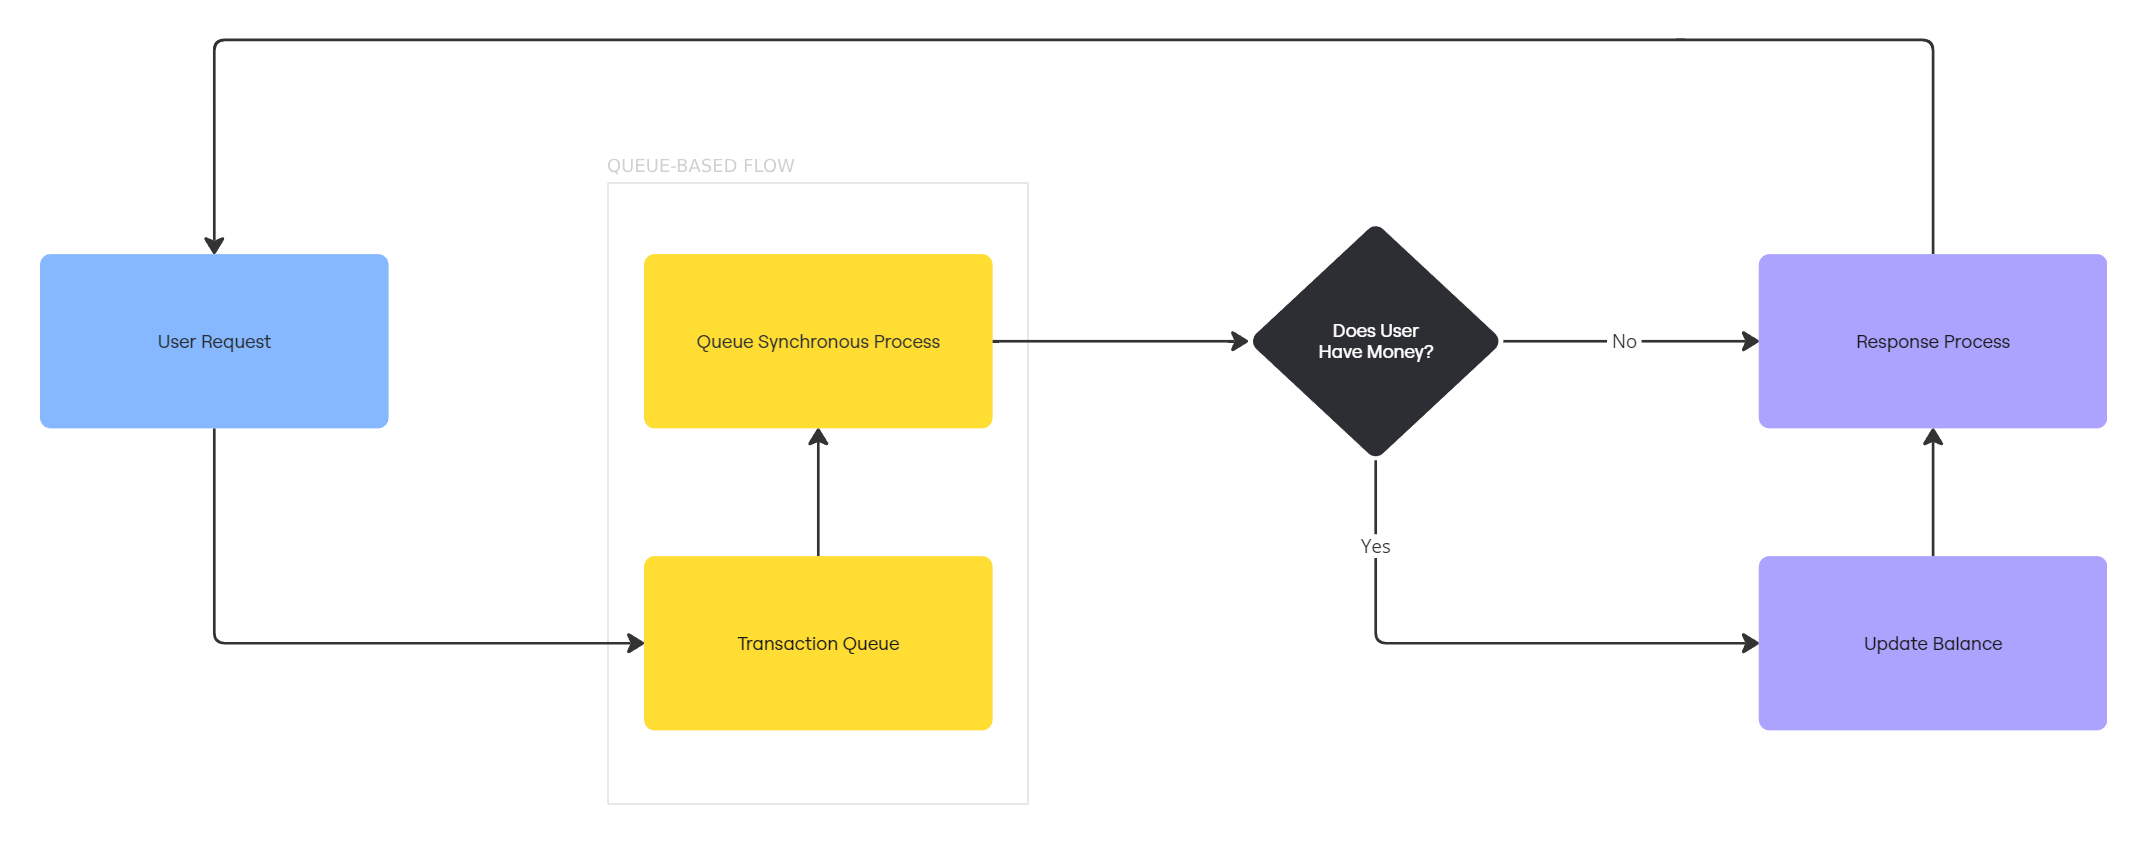 QUEUE-BASED FLOW
User Request
Queue Synchronous Process
Does User
Have Money?
No
Response Process
Yes
Transaction Queue
Update Balance